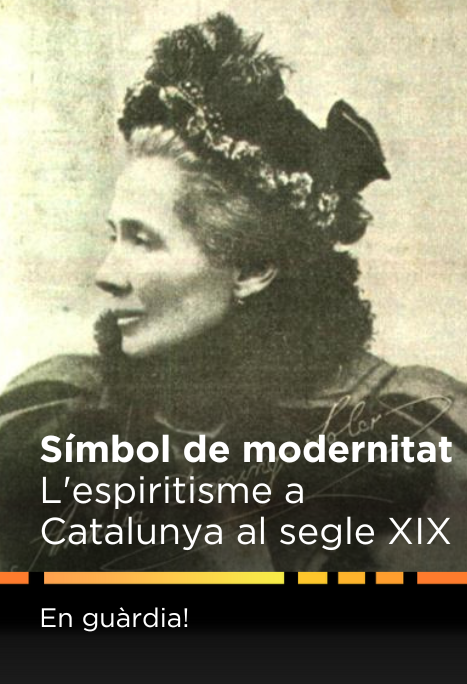 Símbol de modernitat
L'espiritisme a
Catalunya al segle XIX
En guàrdia!